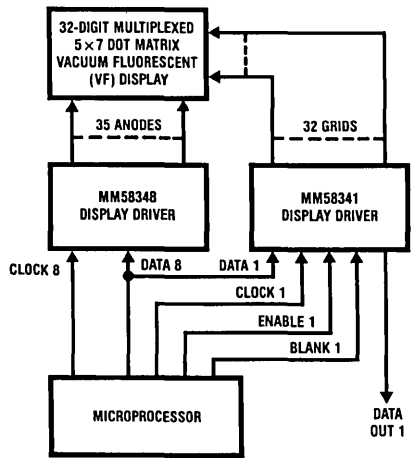 32-DIGIT MULTIPLEXED
5 × 7 DOT MATRIX
VACUUM FLUORESCENT
(VF) DISPLAY
35 ANODES
32 GRIDS
MM58348
DISPLAY DRIVER
MM58341
DISPLAY DRIVER
CLOCK 8
DATA 8
DATA 1
CLOCK 1
ENABLE 1
BLANK 1
MICROPROCESSOR
DATA
OUT 1